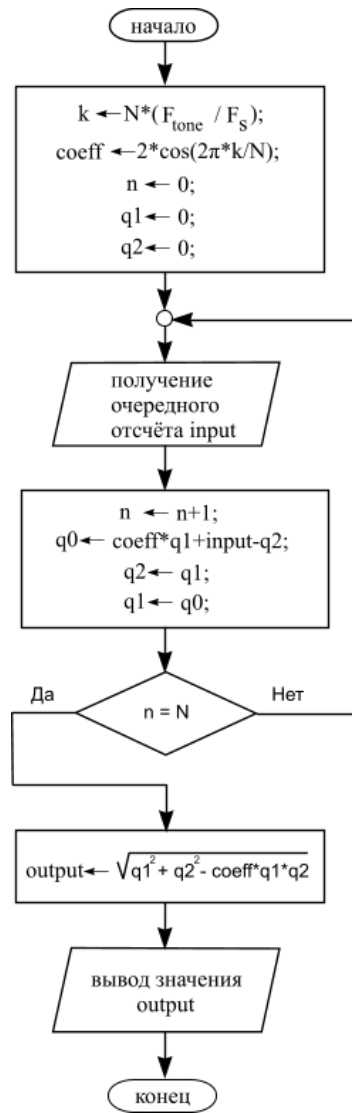 начало
k ←N*(F_tone / F_S);
coeff ←2*cos(2π*k/N);
n ← 0;
q1← 0;
q2← 0;
получение
очередного
отсчёта input
n ← n+1;
q0← coeff*q1+input-q2;
q2← q1;
q1← q0;
Да
n = N
Нет
output← √q1² + q2² - coeff*q1*q2
вывод значения
output
конец